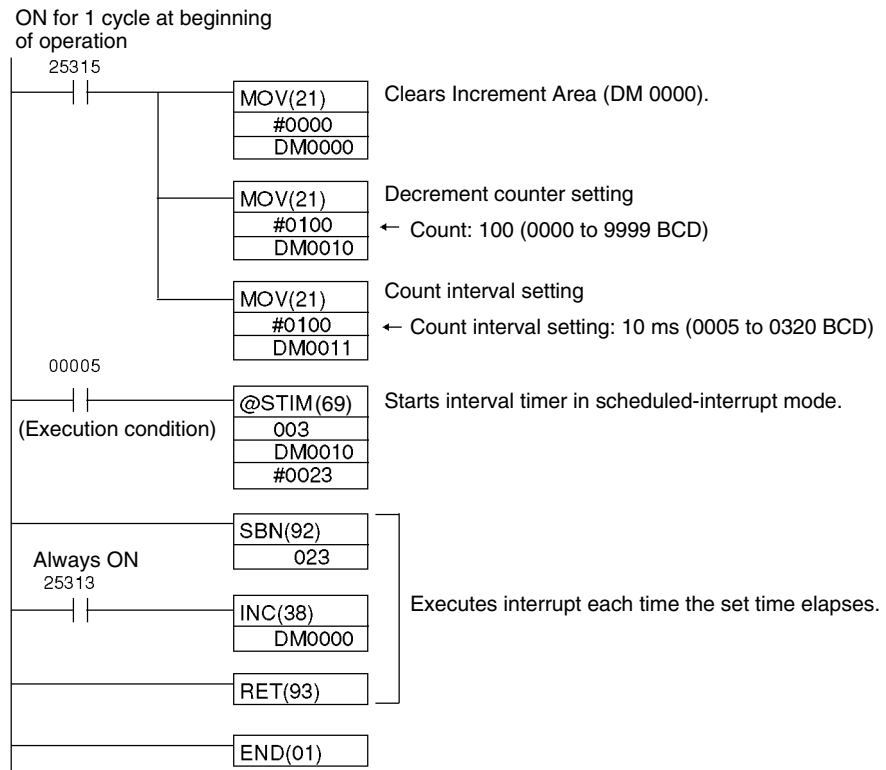 ON for 1 cycle at beginning
of operation
25315
MOV(21)
#0000
DM0000
Clears Increment Area (DM 0000).
MOV(21)
#0100
DM0010
Decrement counter setting
← Count: 100 (0000 to 9999 BCD)
MOV(21)
#0100
DM0011
Count interval setting
← Count interval setting: 10 ms (0005 to 0320 BCD)
00005
(Execution condition)
@STIM(69)
003
DM0010
#0023
Starts interval timer in scheduled-interrupt mode.
SBN(92)
023
Always ON
25313
INC(38)
DM0000
Executes interrupt each time the set time elapses.
RET(93)
END(01)